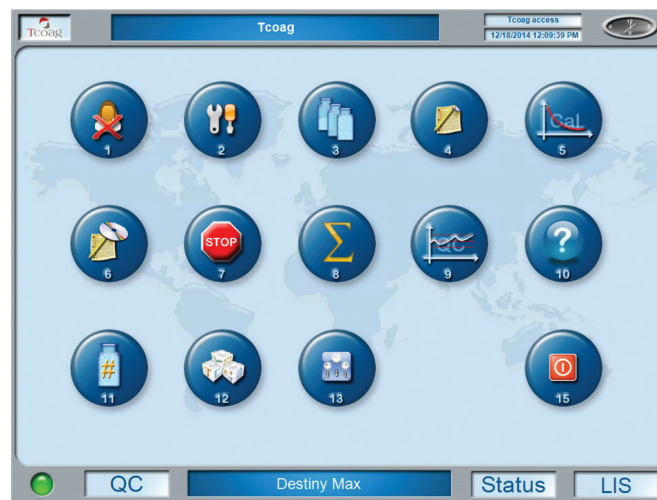 Tcoag
Tcoag
Tcoag access
12/18/2014 12:09:39 PM
1
2
3
4
CaL
5
6
STOP
7
Σ
8
QC
9
?
10
#
11
12
13
15
QC
Destiny Max
Status
LIS